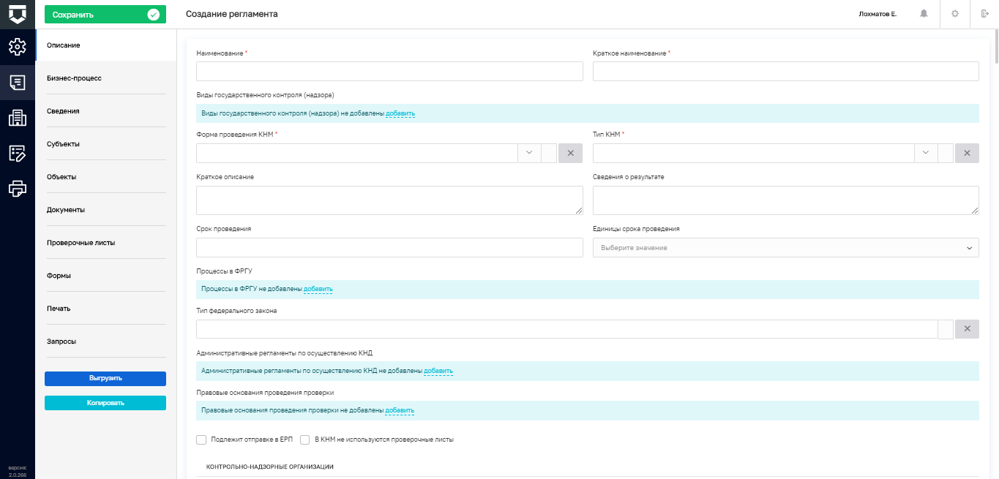 Сохранить
Создание регламента
Лохматов Е.
Описание
Бизнес-процесс
Сведения
Субъекты
Объекты
Документы
Проверочные листы
Формы
Печать
Запросы
Выгрузить
Копировать
версия:
2.0.266
Наименование *
Краткое наименование *
Виды государственного контроля (надзора)
Виды государственного контроля (надзора) не добавлены добавить
Форма проведения КНМ *
Тип КНМ *
Краткое описание
Сведения о результате
Срок проведения
Единицы срока проведения
Выберите значение
Процессы в ФРГУ
Процессы в ФРГУ не добавлены добавить
Тип федерального закона
Административные регламенты по осуществлению КНД
Административные регламенты по осуществлению КНД не добавлены добавить
Правовые основания проведения проверки
Правовые основания проведения проверки не добавлены добавить
Подлежит отправке в ЕРП
В КНМ не используются проверочные листы
КОНТРОЛЬНО-НАДЗОРНЫЕ ОРГАНИЗАЦИИ